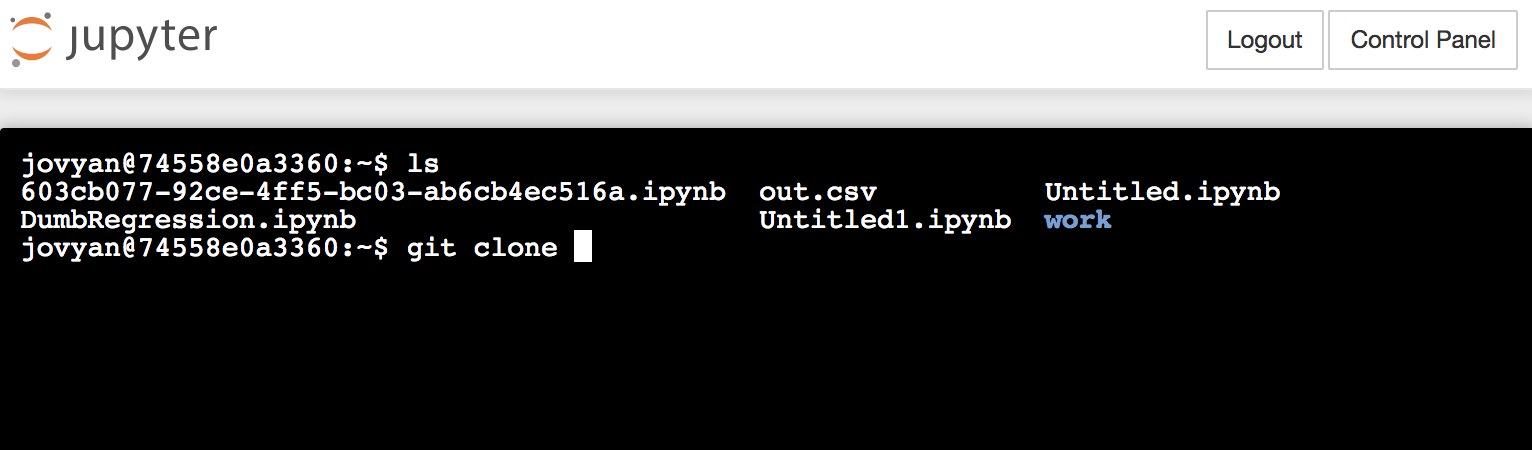 jupyter
Logout Control Panel
jovyan@74558e0a3360:~$ ls
603cb077-92ce-4ff5-bc03-ab6cb4ec516a.ipynb  out.csv          Untitled.ipynb
DumbRegression.ipynb                        Untitled1.ipynb  work
jovyan@74558e0a3360:~$ git clone